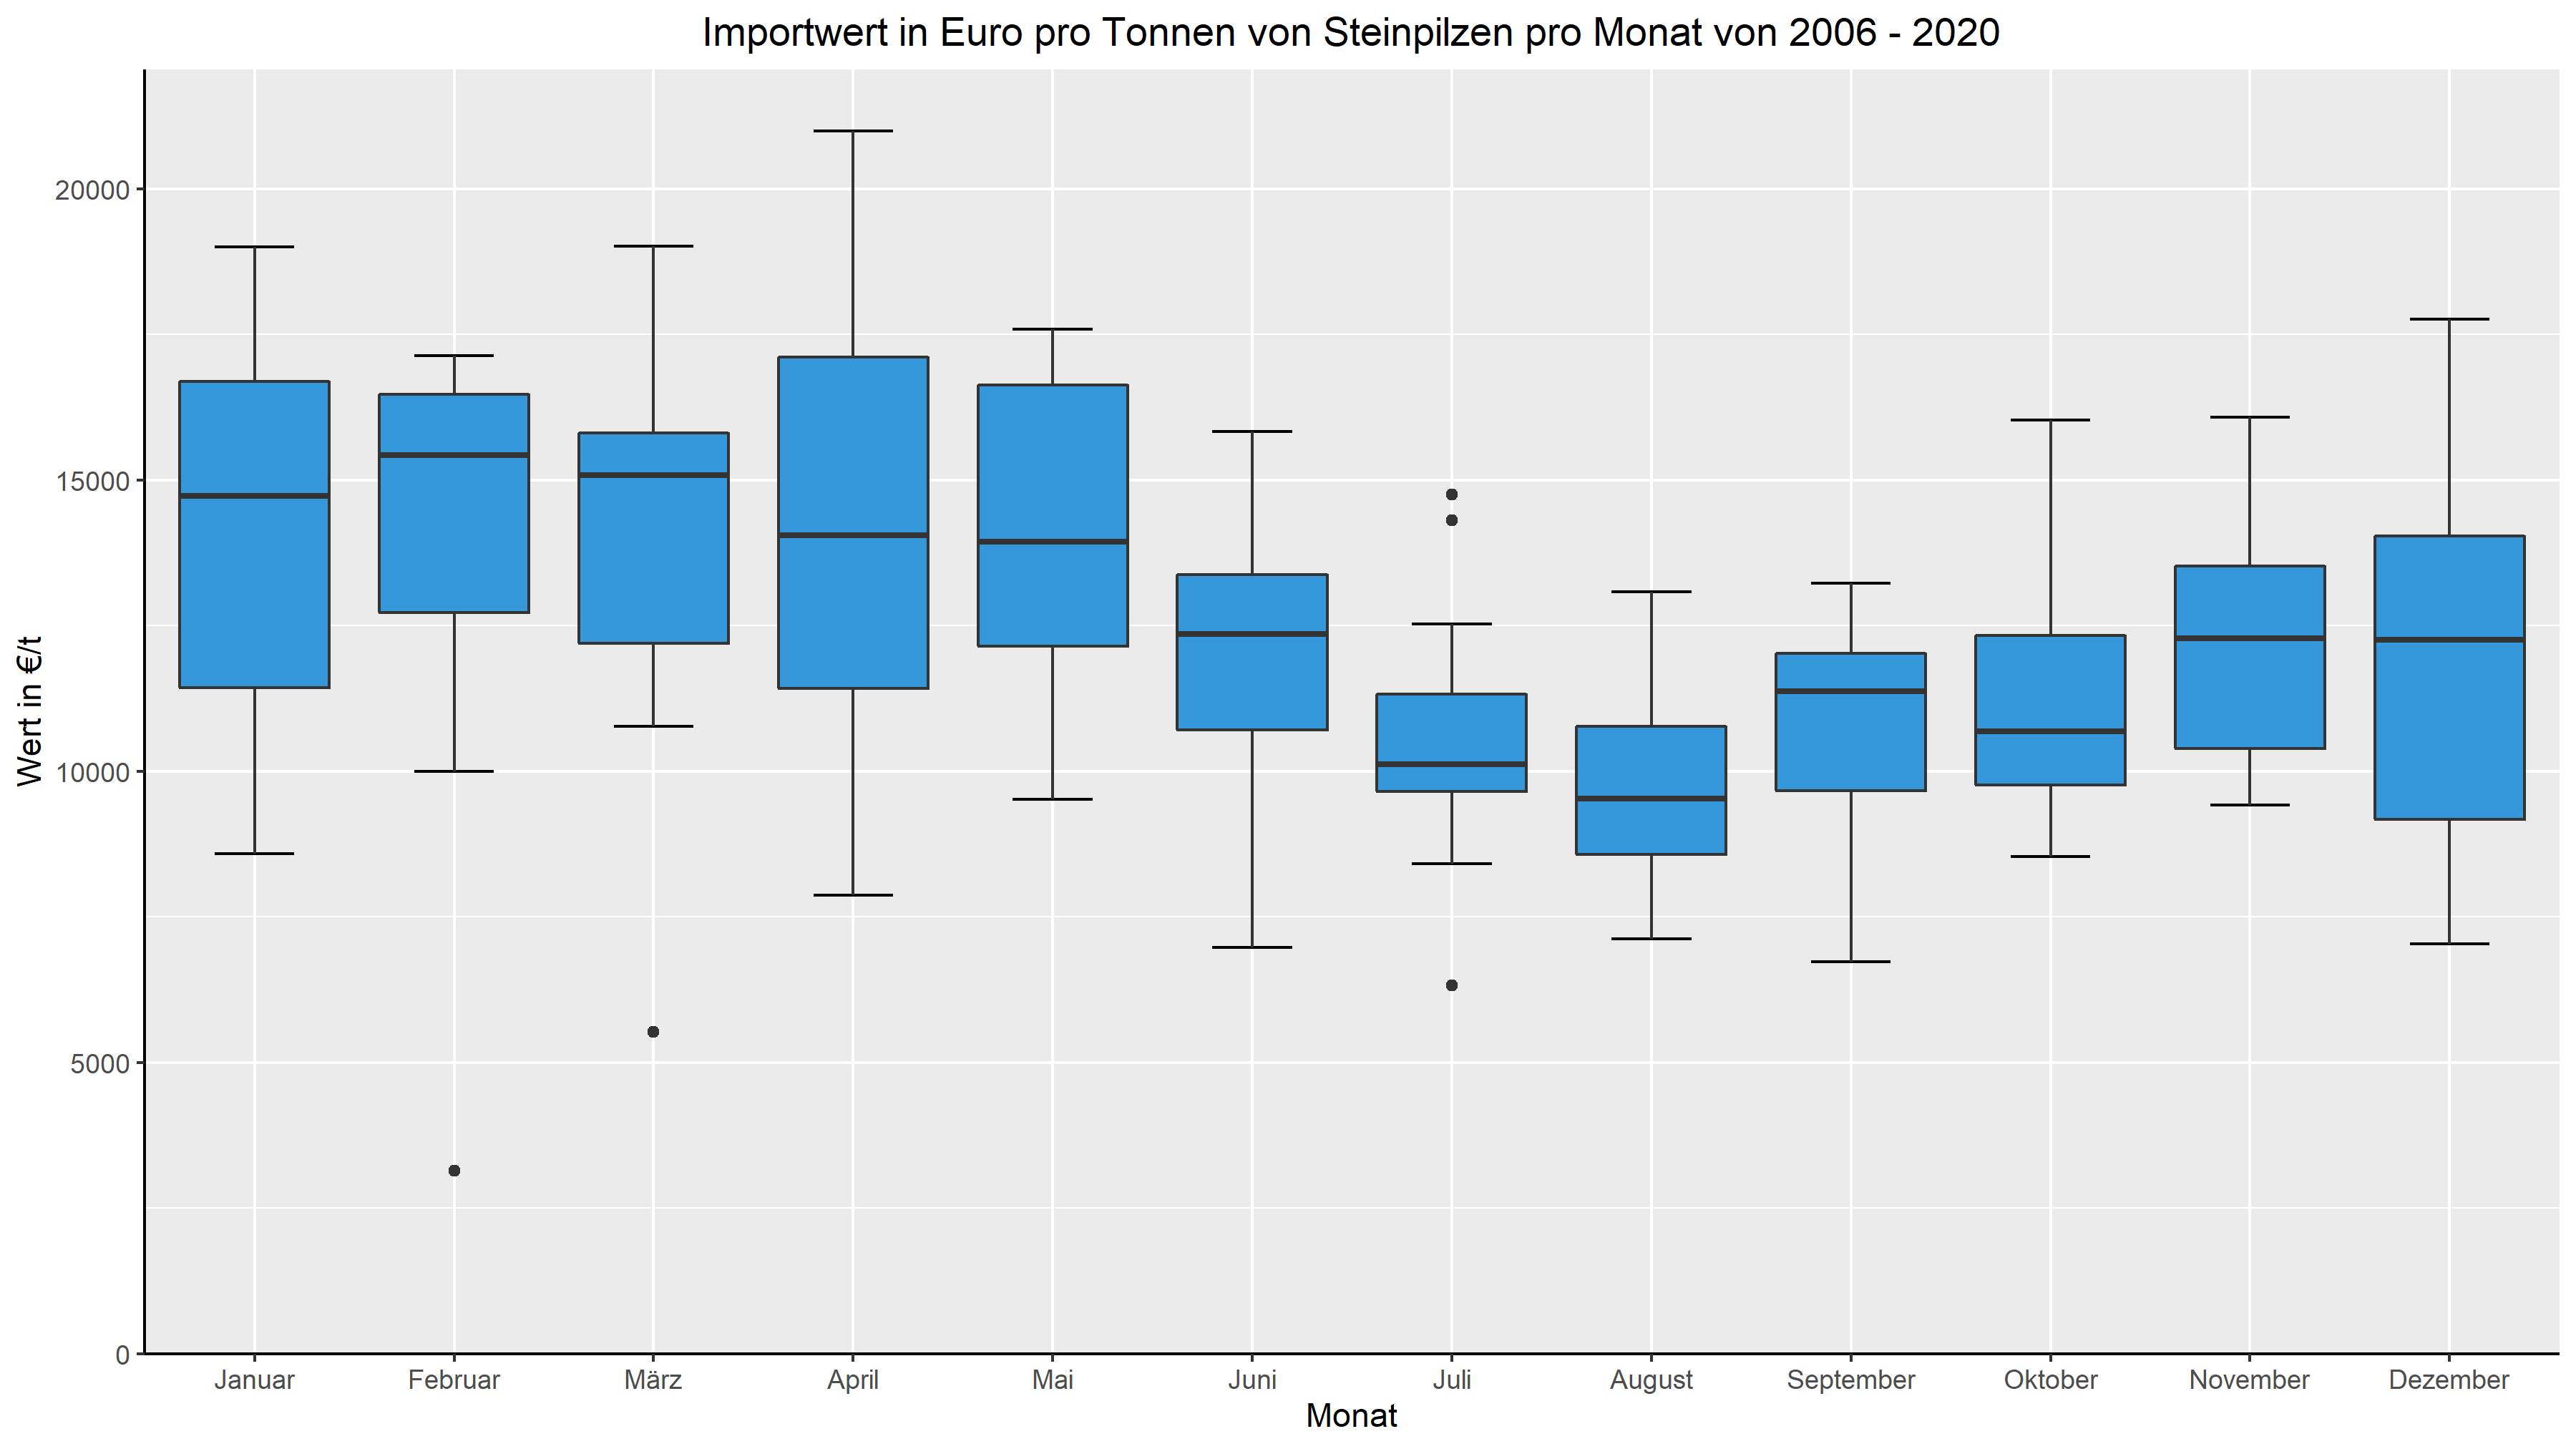 Importwert in Euro pro Tonnen von Steinpilzen pro Monat von 2006 - 2020
Wert in €/t
20000
15000
10000
5000
0
Januar Februar März April Mai Juni Juli August September Oktober November Dezember
Monat